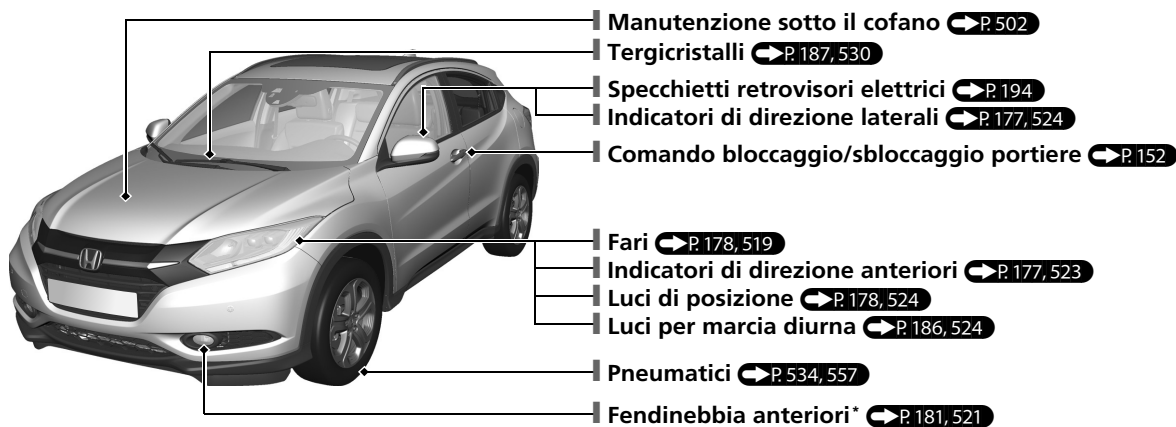 Manutenzione sotto il cofano P. 502
Tergicristalli P. 187, 530
Specchietti retrovisori elettrici P. 194
Indicatori di direzione laterali P. 177, 524
Comando bloccaggio/sbloccaggio portiere P. 152
Fari P. 178, 519
Indicatori di direzione anteriori P. 177, 523
Luci di posizione P. 178, 524
Luci per marcia diurna P. 186, 524
Pneumatici P. 534, 557
Fendinebbia anteriori* P. 181, 521